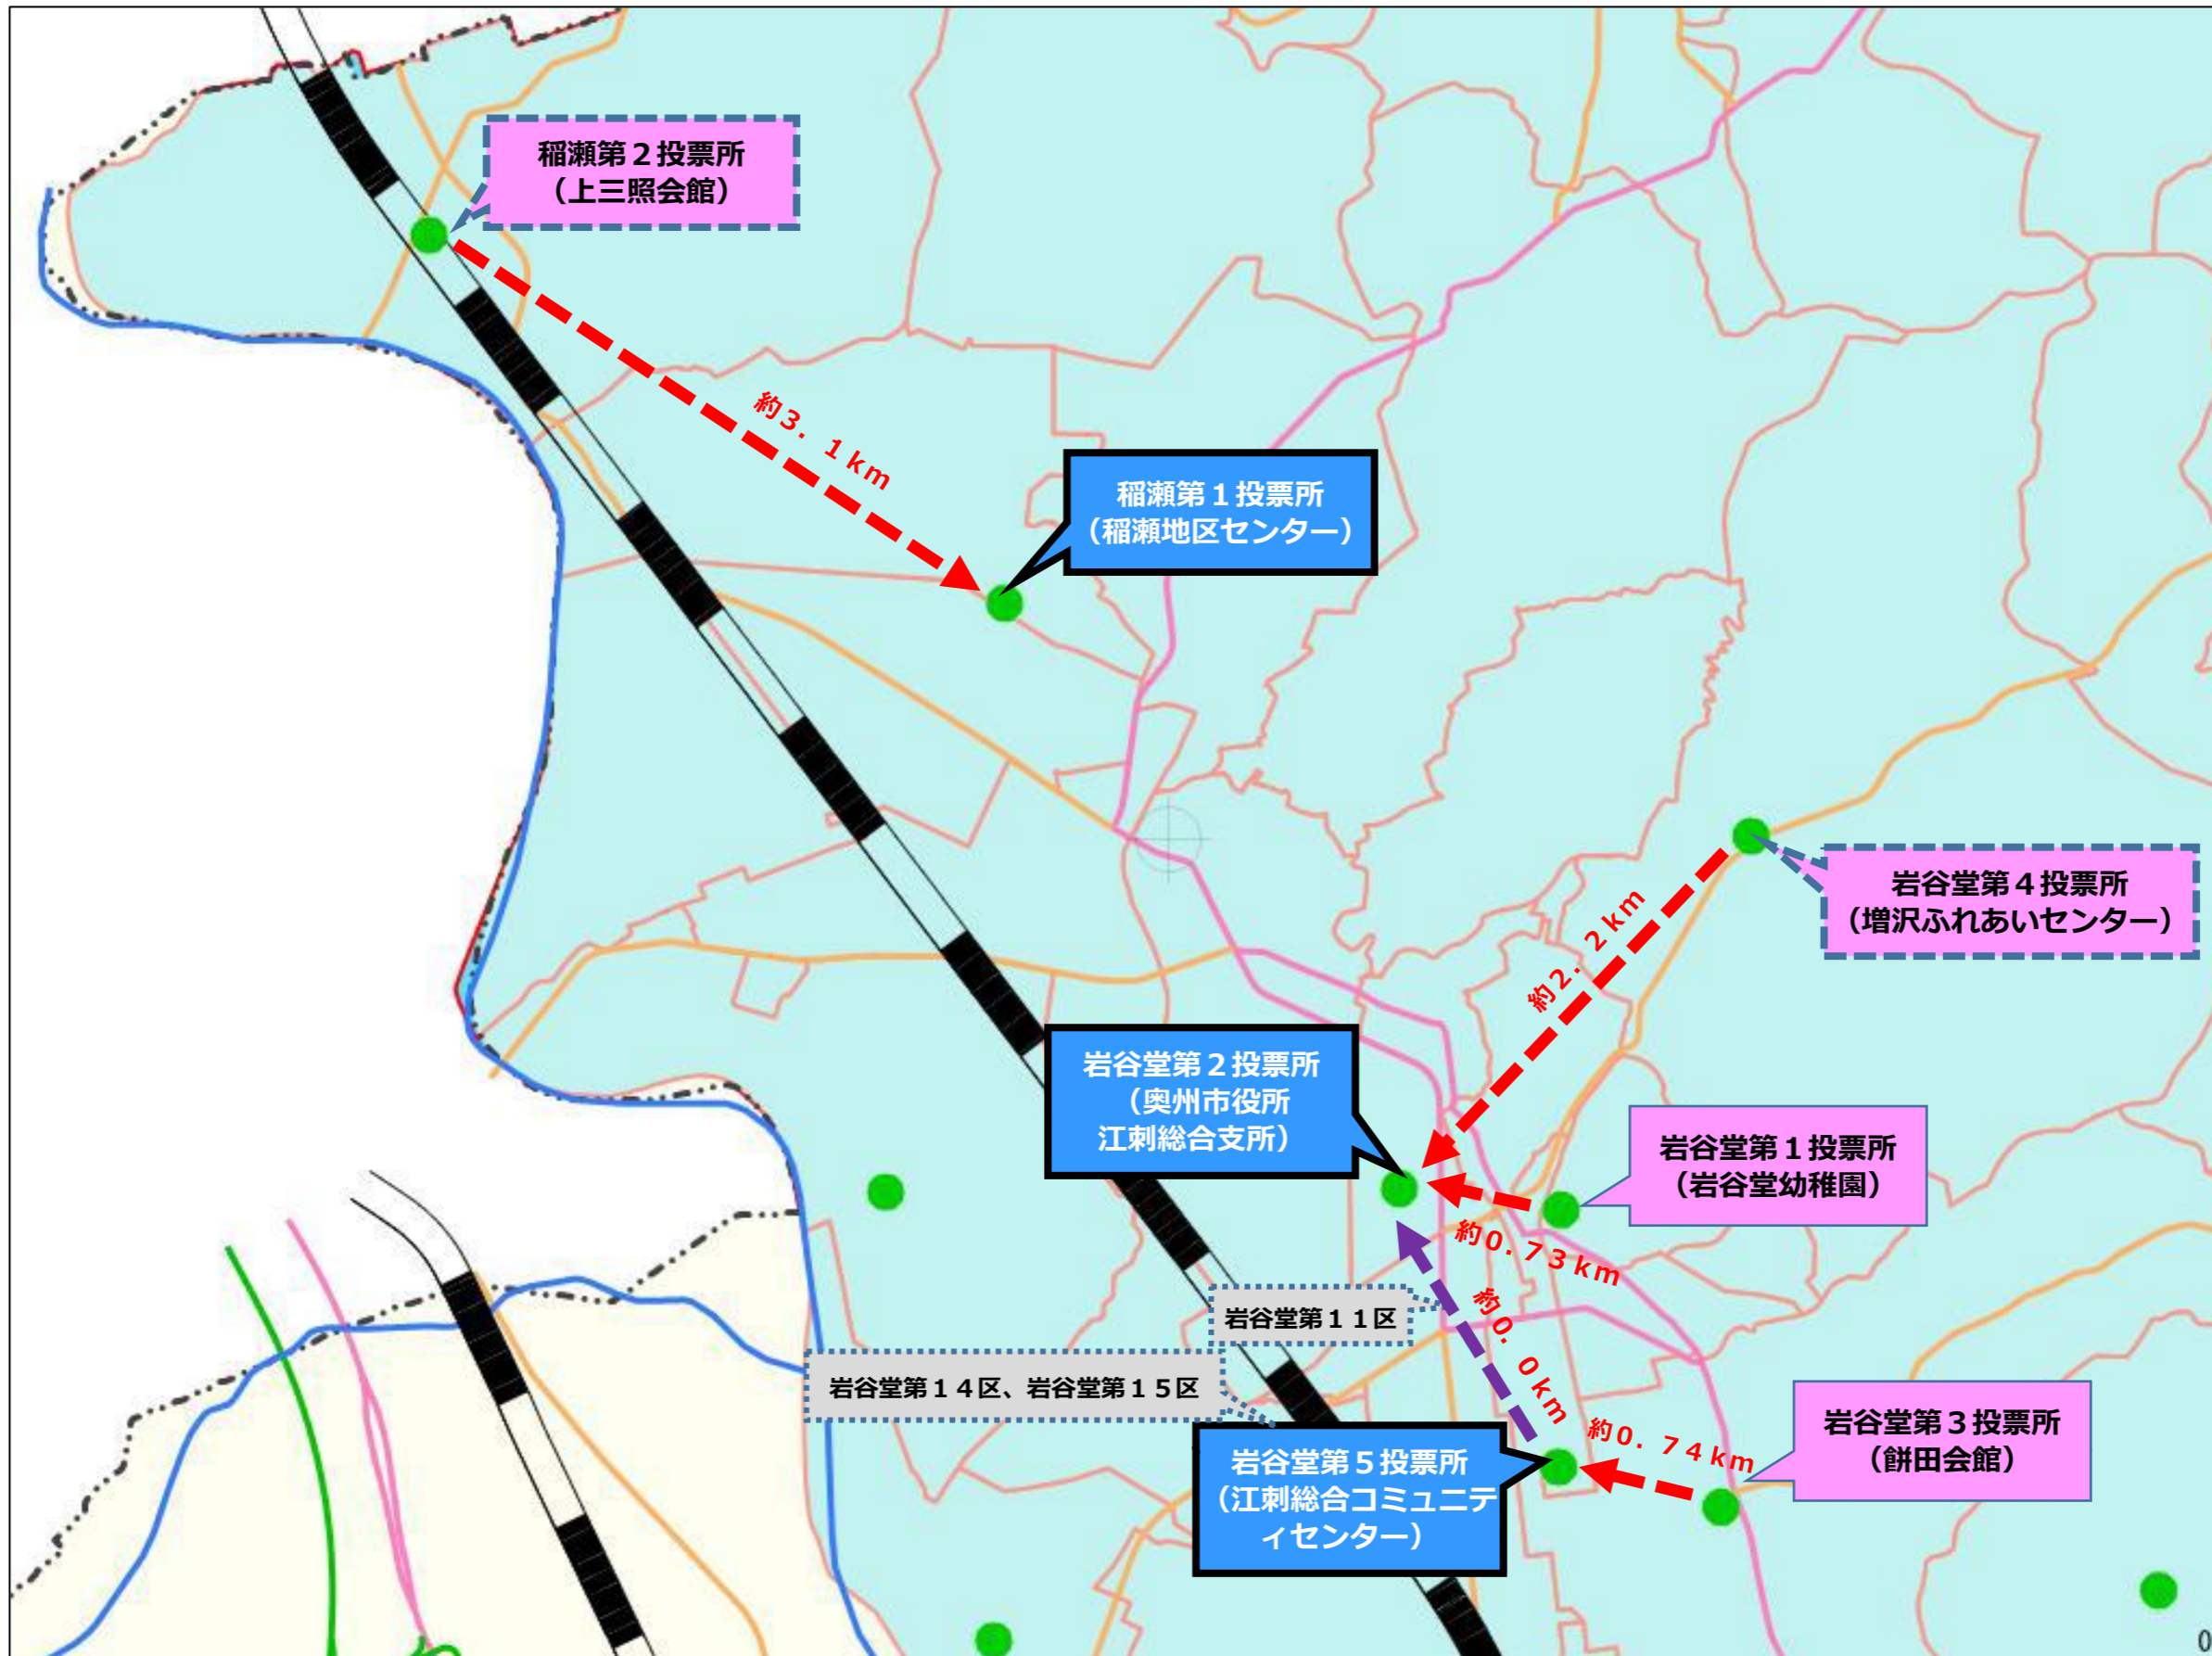 稲瀬第２投票所
（上三照会館）
約3．1km
稲瀬第１投票所
（稲瀬地区センター）
岩谷堂第４投票所
（増沢ふれあいセンター）
約2．2km
岩谷堂第２投票所
（奥州市役所
江刺総合支所）
岩谷堂第１投票所
（岩谷堂幼稚園）
約0．73km
岩谷堂第１１区
約0．0km
岩谷堂第１４区、岩谷堂第１５区
岩谷堂第３投票所
（餅田会館）
約0．74km
岩谷堂第５投票所
（江刺総合コミュニテ
ィセンター）
0